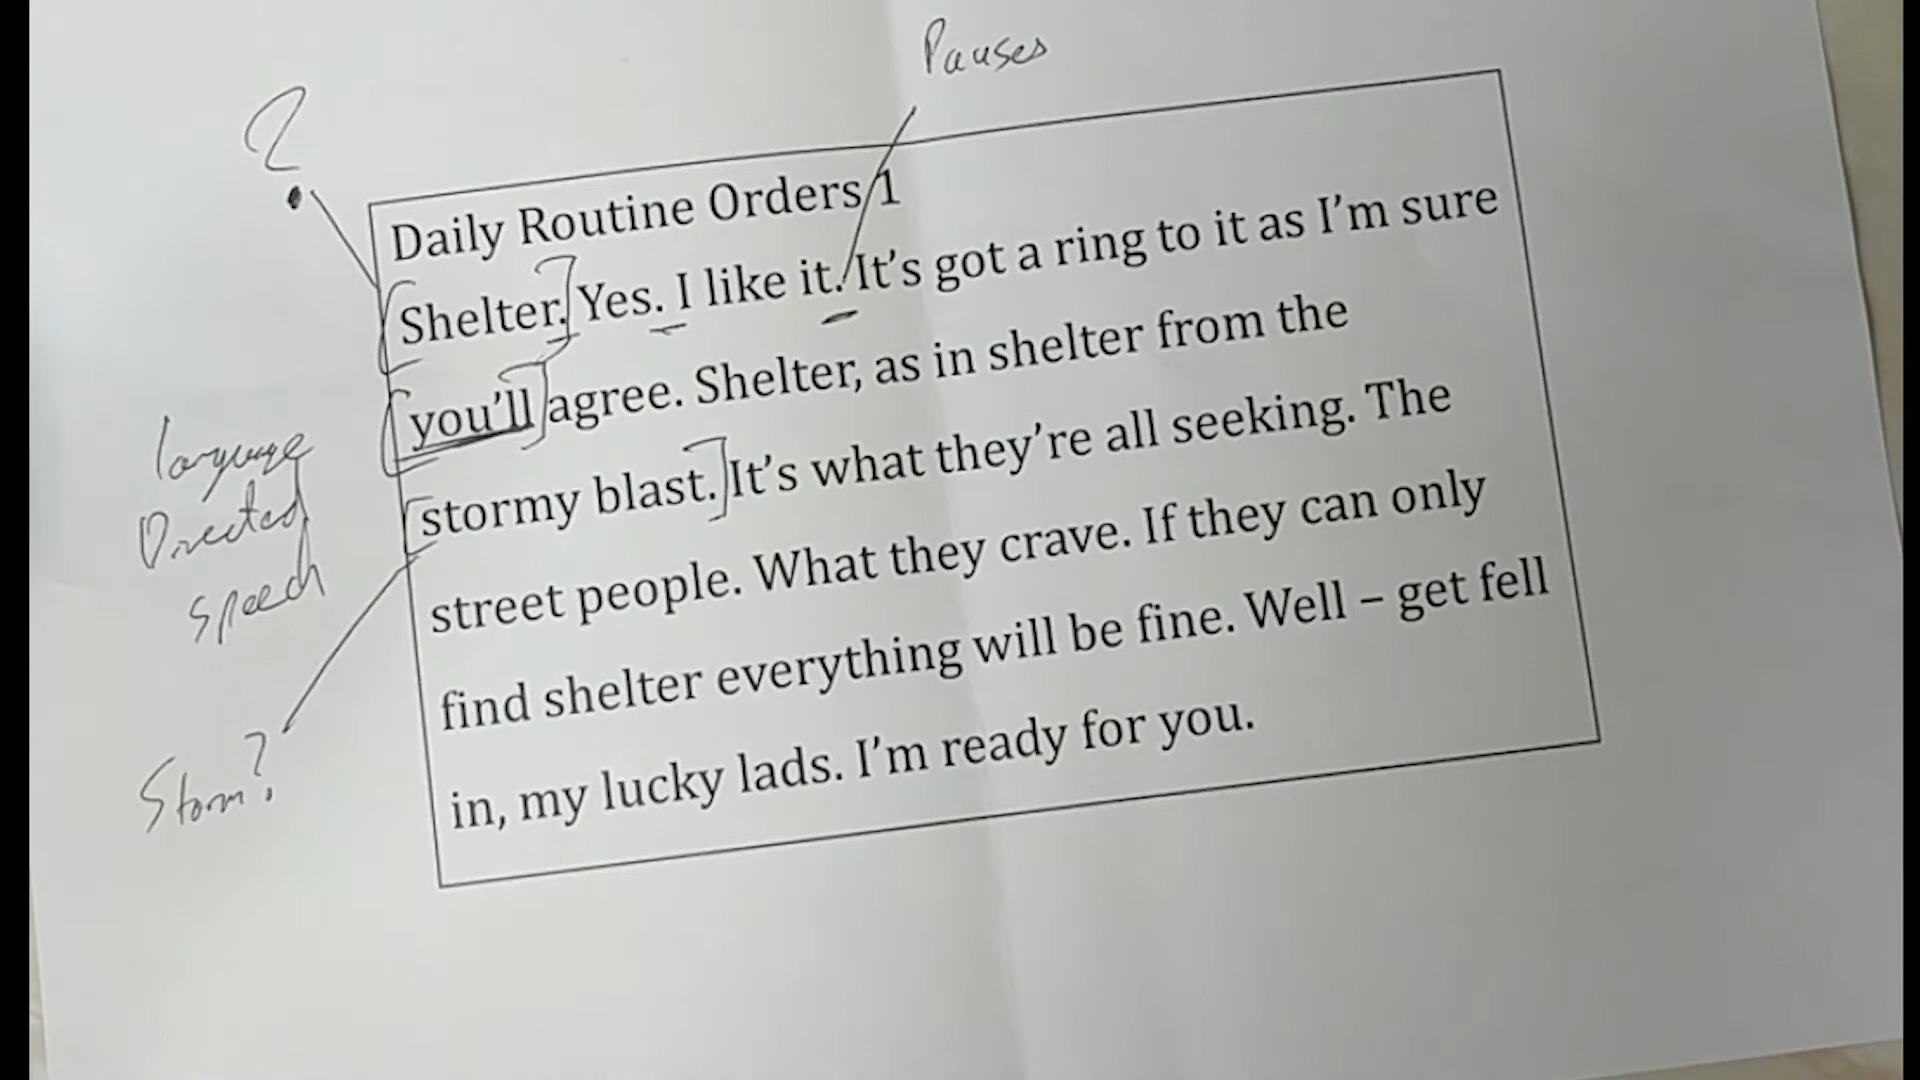 Pauses
?
Daily Routine Orders 1
Shelter. Yes. I like it. It's got a ring to it as I'm sure
you'll agree. Shelter, as in shelter from the
stormy blast. It's what they're all seeking. The
street people. What they crave. If they can only
find shelter everything will be fine. Well – get fell
in, my lucky lads. I'm ready for you.
language
Directed
speech
Storm?